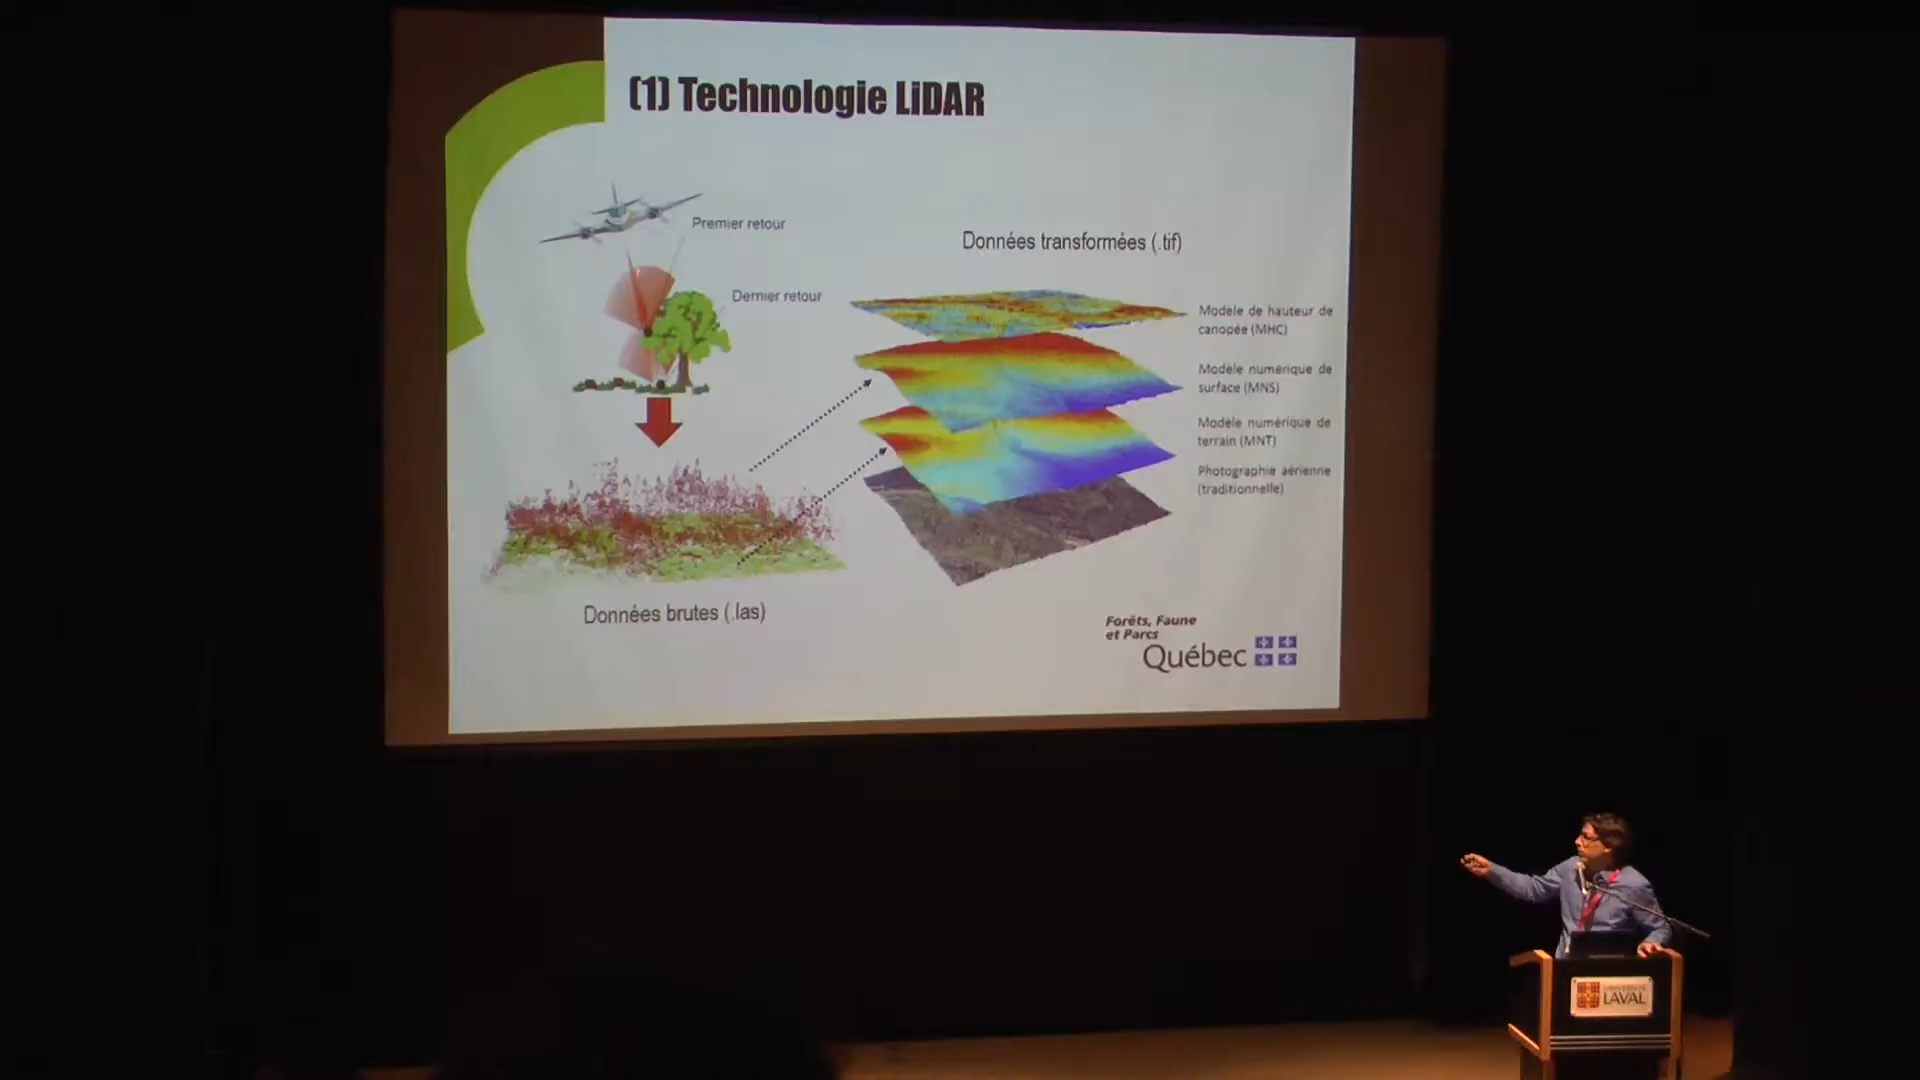 (1) Technologie LiDAR
Premier retour
Dernier retour
Données transformées (.tif)
Modèle de hauteur de
canopée (MHC)
Modèle numérique de
surface (MNS)
Modèle numérique de
terrain (MNT)
Photographie aérienne
(traditionnelle)
Données brutes (.las)
Forêts, Faune
et Parcs
Québec
UNIVERSITÉ
LAVAL